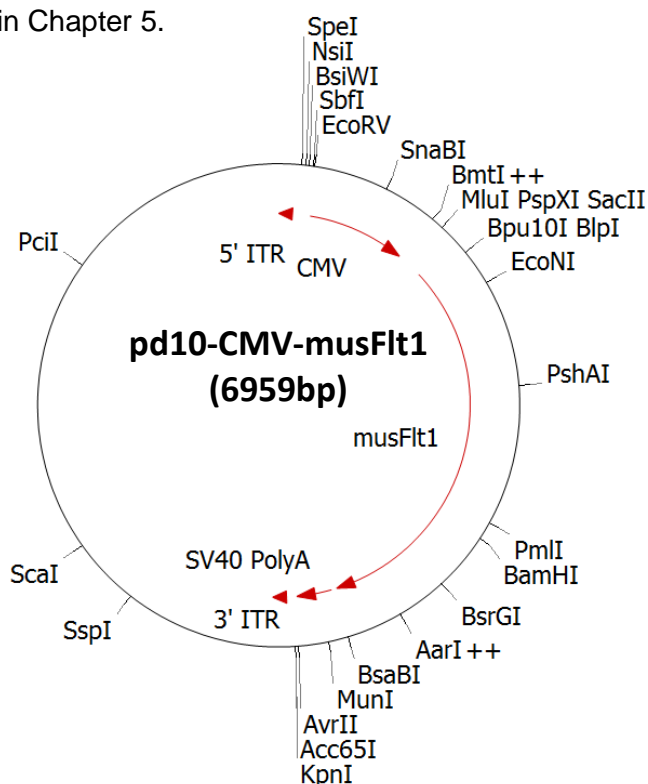 in Chapter 5.
SpeI
NsiI
BsiWI
SbfI
EcoRV
SnaBI
BmtI ++
MluI PspXI SacII
Bpu10I BlpI
EcoNI
PciI
5' ITR
CMV
pd10-CMV-musFlt1
(6959bp)
PshAI
musFlt1
PmlI
BamHI
ScaI
SV40 PolyA
BsrGI
SspI
3' ITR
AarI ++
BsaBI
MunI
AvrII
Acc65I
KpnI